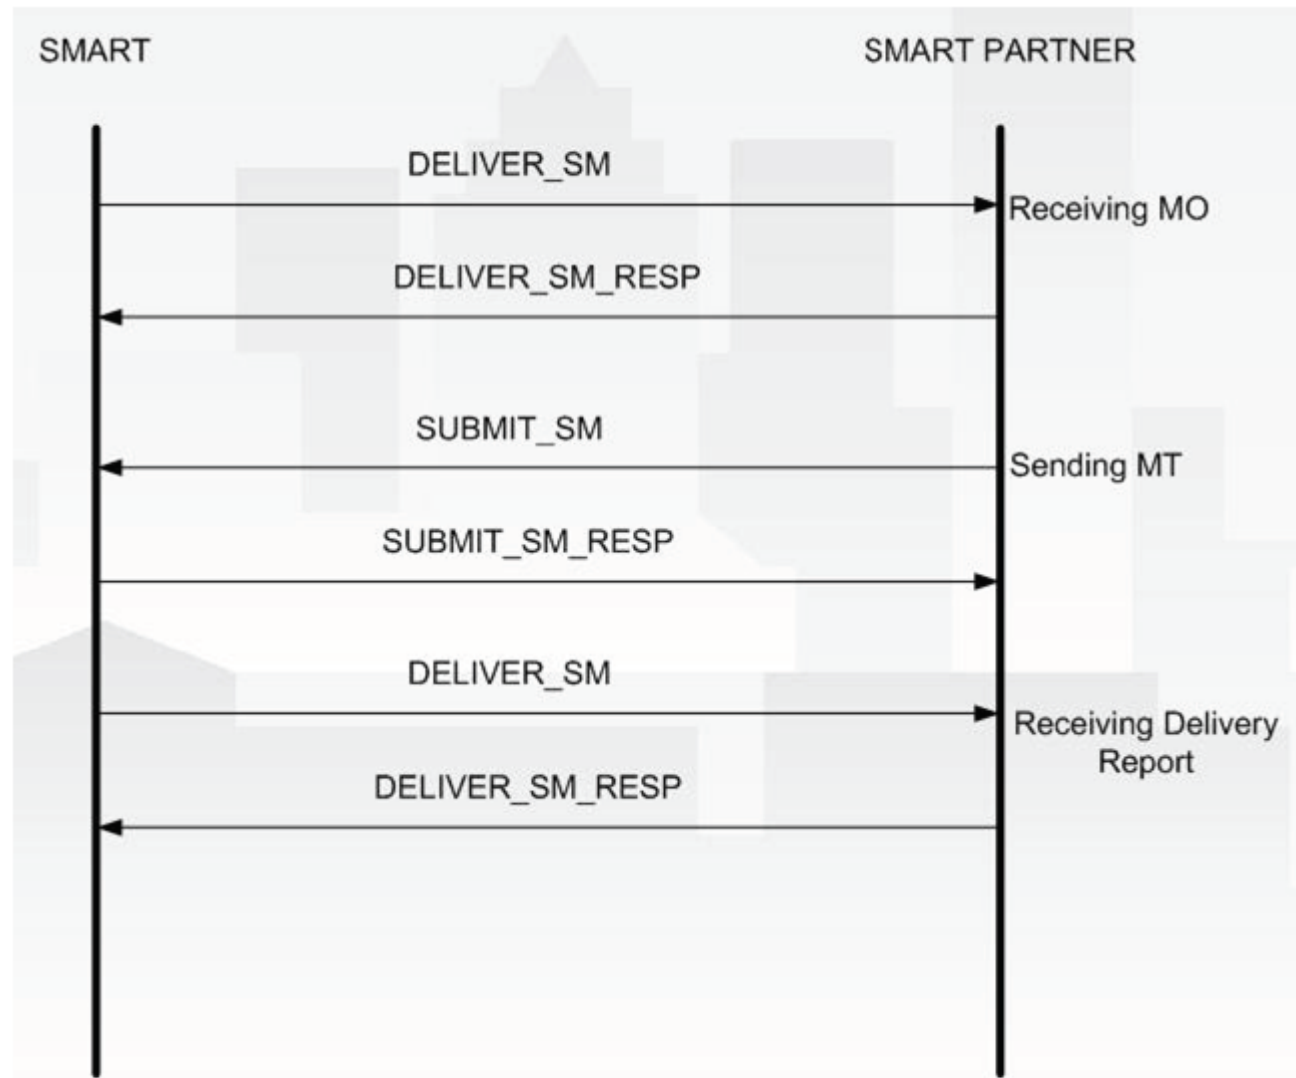 SMART
SMART PARTNER
DELIVER_SM
Receiving MO
DELIVER_SM_RESP
SUBMIT_SM
Sending MT
SUBMIT_SM_RESP
DELIVER_SM
Receiving Delivery
Report
DELIVER_SM_RESP